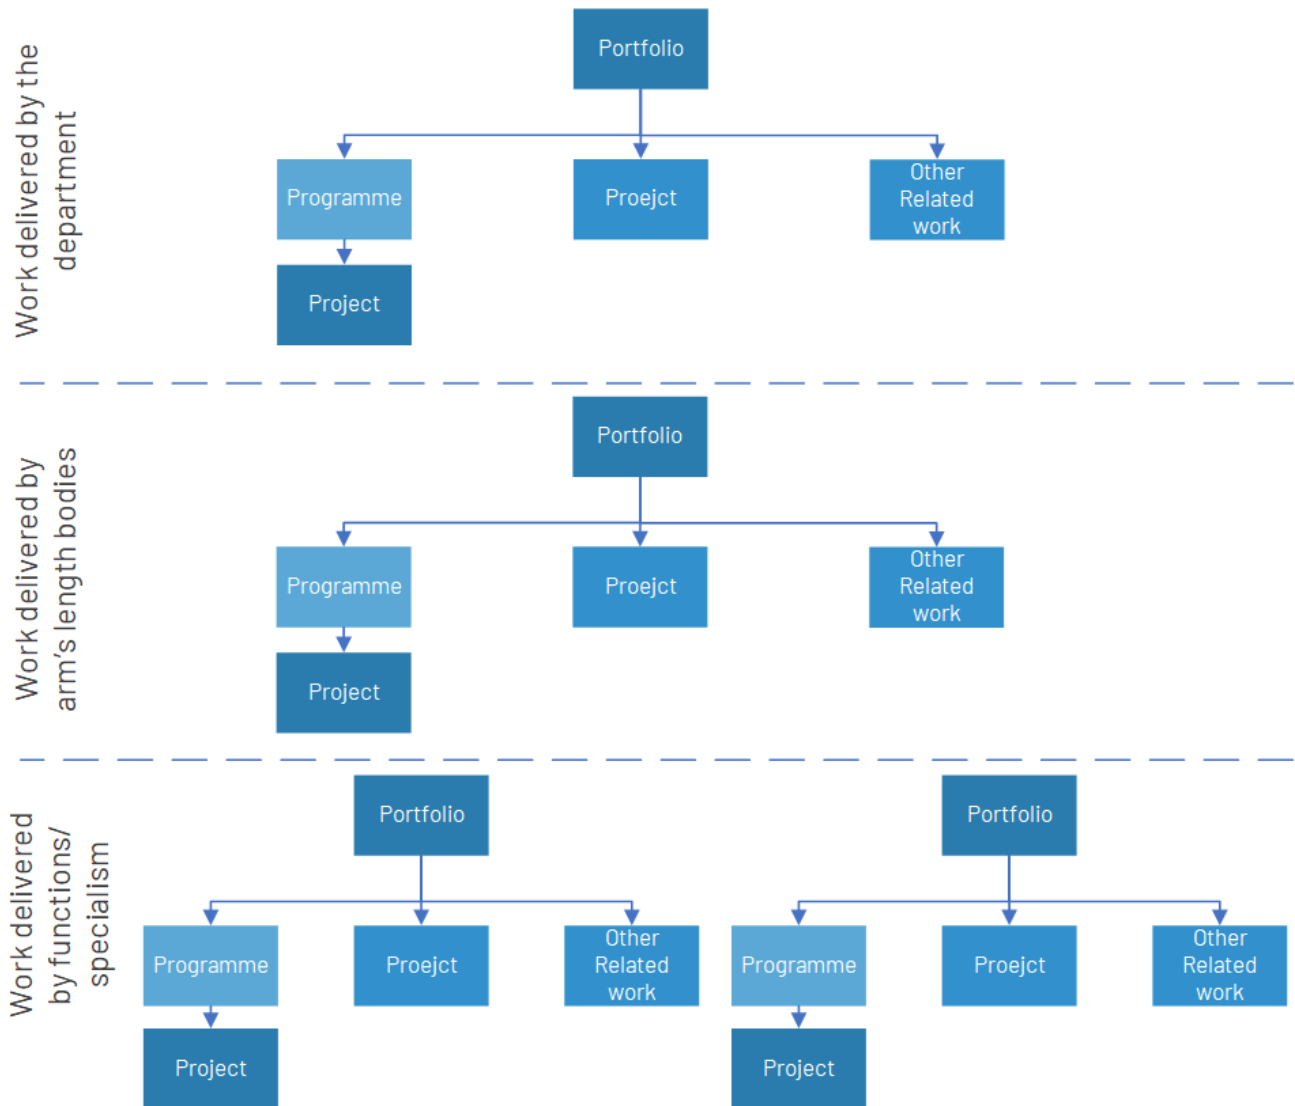 Work delivered by the
department
Portfolio
Programme
Proejct
Other
Related
work
Project
Work delivered by
arm's length bodies
Portfolio
Programme
Proejct
Other
Related
work
Project
Work delivered
by functions/
specialism
Portfolio
Portfolio
Programme
Proejct
Other
Related
work
Programme
Proejct
Other
Related
work
Project
Project